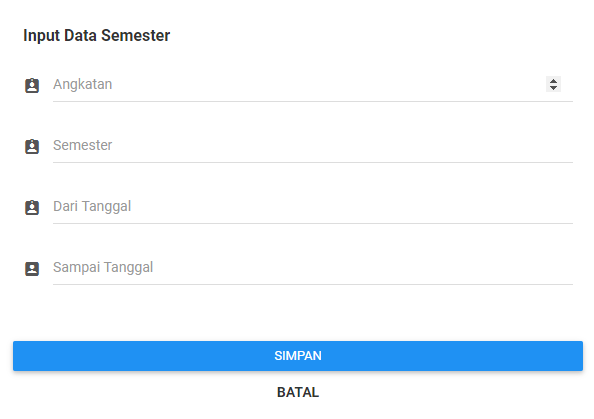 Input Data Semester
Angkatan
Semester
Dari Tanggal
Sampai Tanggal
SIMPAN
BATAL